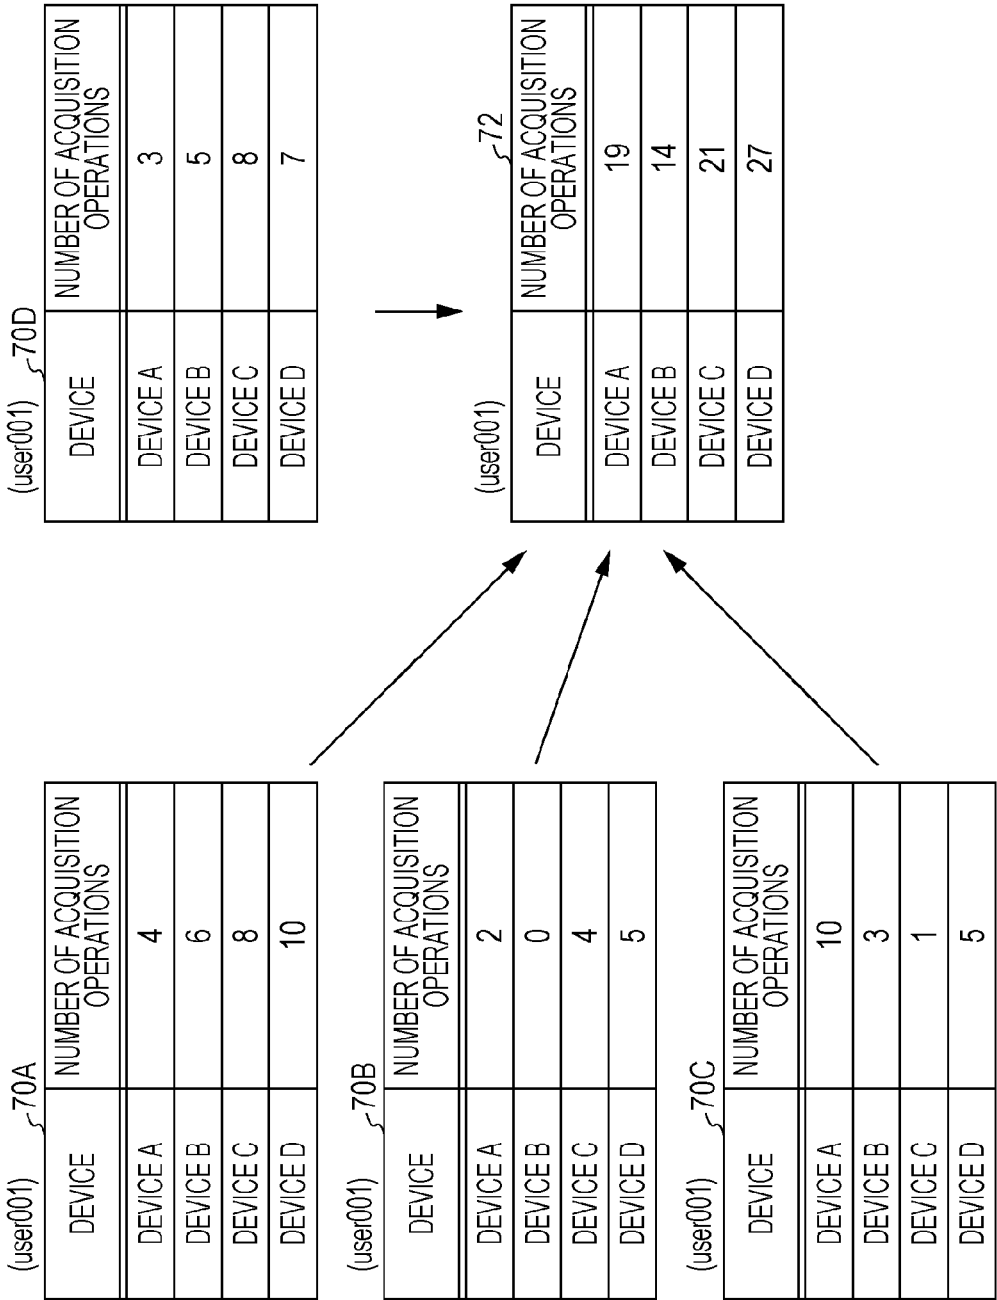 (user001) 70A
DEVICE NUMBER OF ACQUISITION
OPERATIONS
DEVICE A 4
DEVICE B 6
DEVICE C 8
DEVICE D 10
(user001) 70B
DEVICE NUMBER OF ACQUISITION
OPERATIONS
DEVICE A 2
DEVICE B 0
DEVICE C 4
DEVICE D 5
(user001) 70C
DEVICE NUMBER OF ACQUISITION
OPERATIONS
DEVICE A 10
DEVICE B 3
DEVICE C 1
DEVICE D 5
(user001) 70D
DEVICE NUMBER OF ACQUISITION
OPERATIONS
DEVICE A 3
DEVICE B 5
DEVICE C 8
DEVICE D 7
(user001) 72
DEVICE NUMBER OF ACQUISITION
OPERATIONS
DEVICE A 19
DEVICE B 14
DEVICE C 21
DEVICE D 27